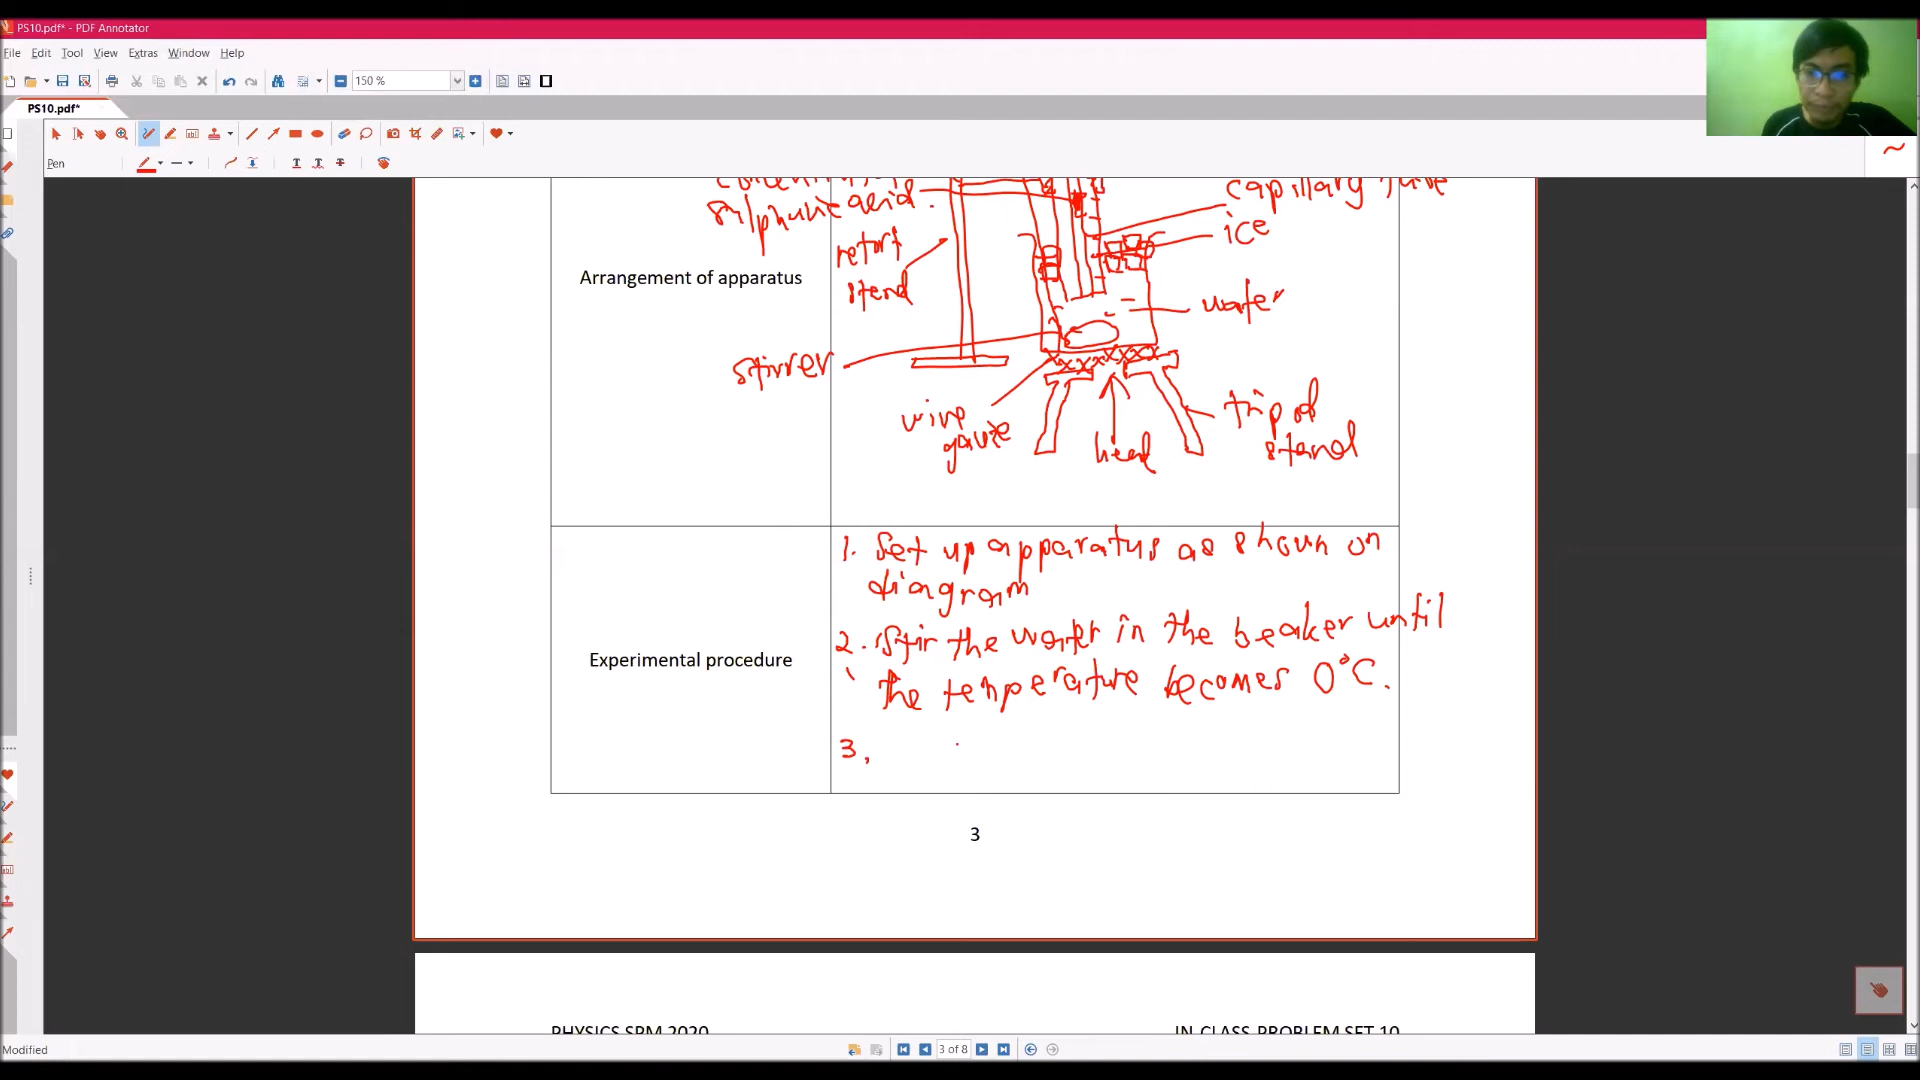 PS10.pdf* - PDF Annotator
File Edit Tool View Extras Window Help
150 %
PS10.pdf*
Pen
sulphuric acid.
capillary tube
ice
retort
stand
Arrangement of apparatus
water
stirrer
wire
gauze
heat
tripod
stand
1. Set up apparatus as shown on
diagram
2. Stir the water in the beaker until
the temperature becomes 0°C.
Experimental procedure
3.
3
PHYSICS SPM 2020
IN-CLASS PROBLEM SET 10
Modified
3 of 8